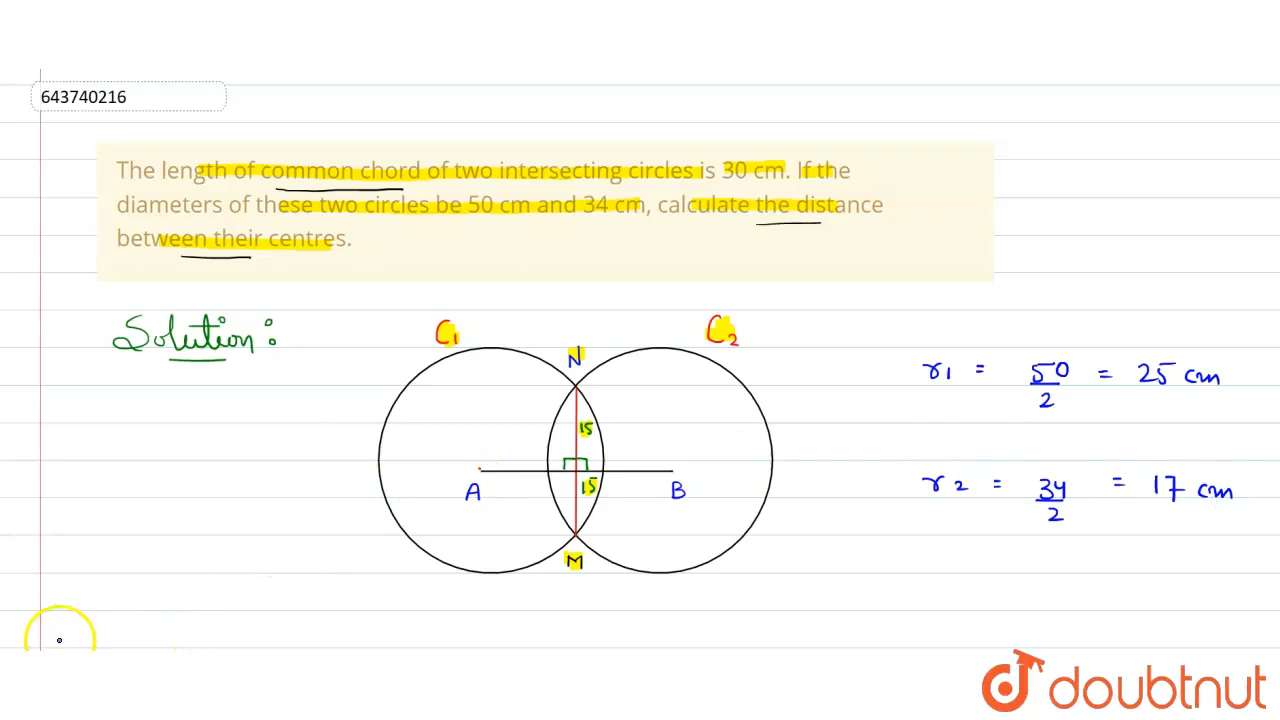 643740216
The length of common chord of two intersecting circles is 30 cm. If the
diameters of these two circles be 50 cm and 34 cm, calculate the distance
between their centres.
Solution :
C1
C2
N
15
15
A
B
M
r1 = 50/2 = 25 cm
r2 = 34/2 = 17 cm
doubtnut